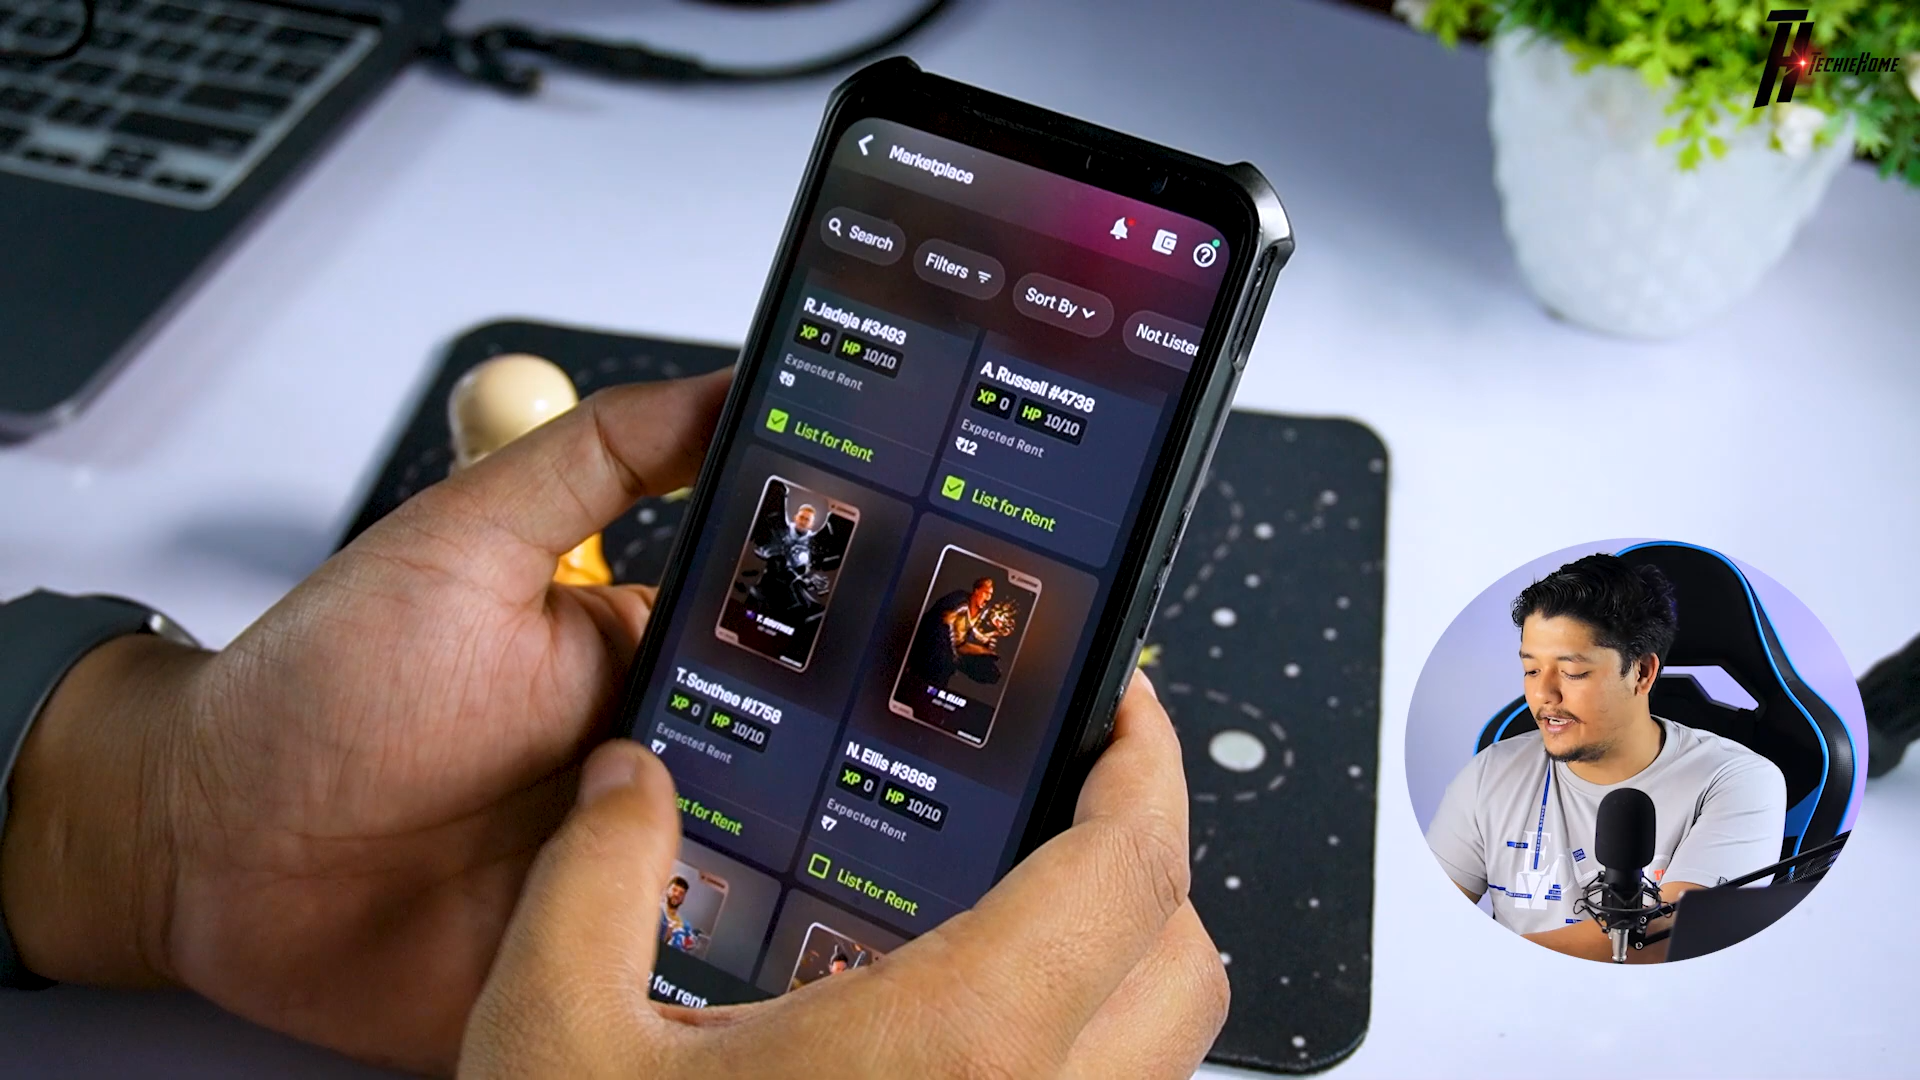 TECHIEHOME
Marketplace
Search
Filters
Sort By
Not Listed
R. Jadeja #3493
XP 0 HP 10/10
Expected Rent
₹9
List for Rent
A. Russell #4738
XP 0 HP 10/10
Expected Rent
₹12
List for Rent
T. SOUTHEE
T. Southee #1758
XP 0 HP 10/10
Expected Rent
₹7
List for Rent
N. ELLIS
N. Ellis #3866
XP 0 HP 10/10
Expected Rent
₹7
List for Rent
for rent